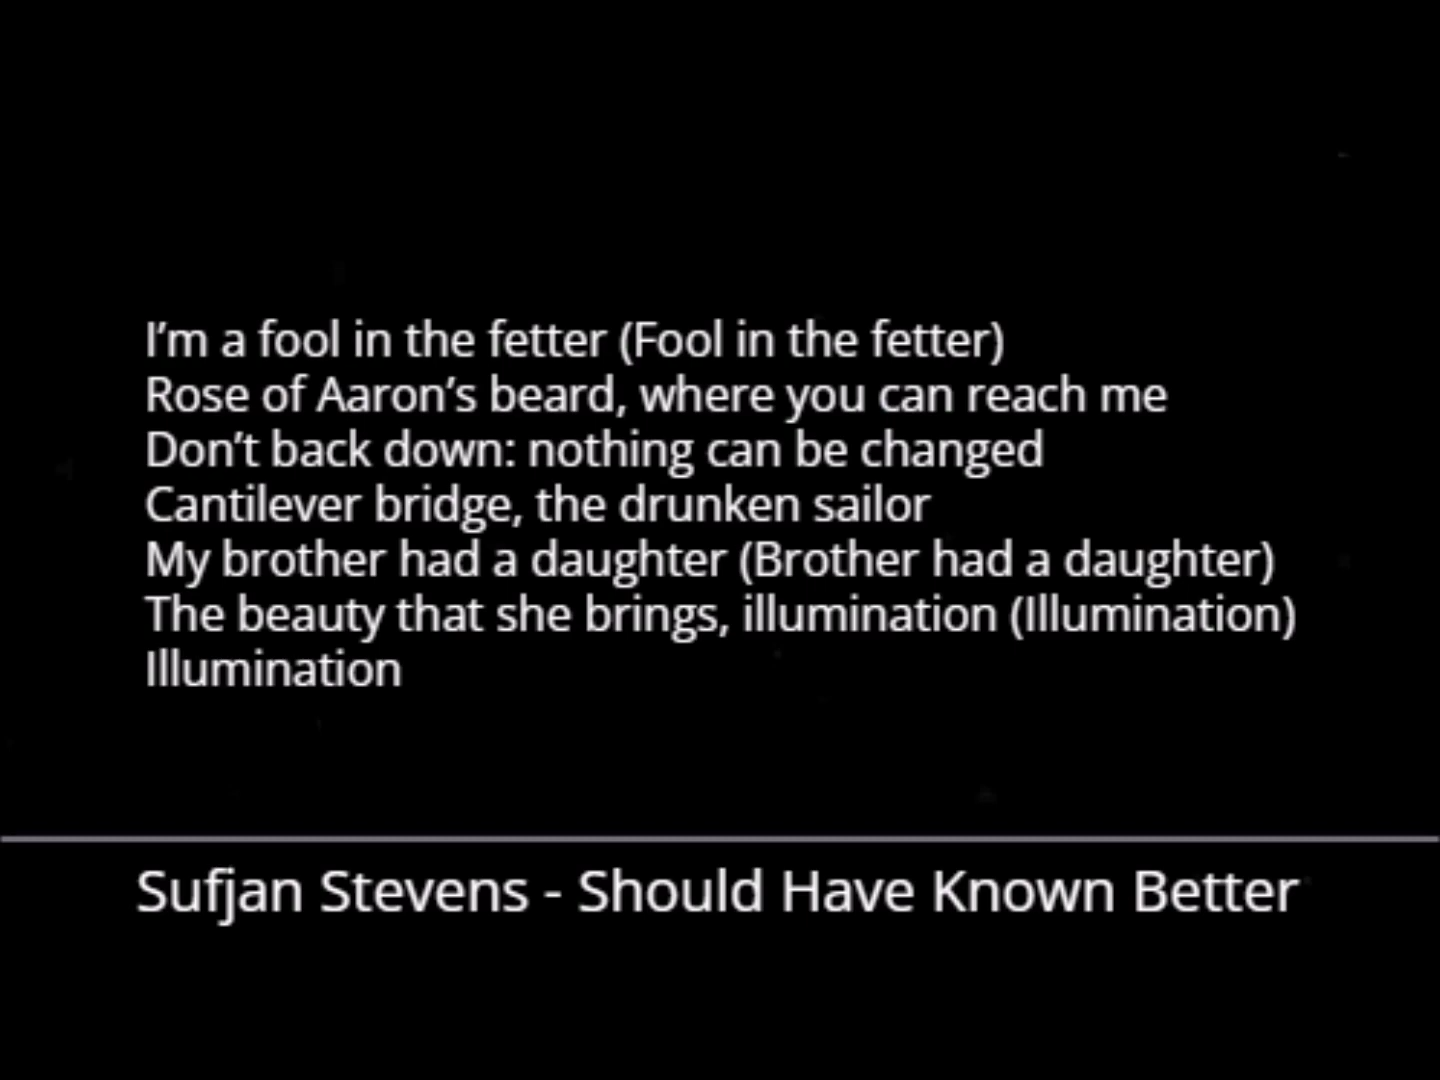 I’m a fool in the fetter (Fool in the fetter)
Rose of Aaron’s beard, where you can reach me
Don’t back down: nothing can be changed
Cantilever bridge, the drunken sailor
My brother had a daughter (Brother had a daughter)
The beauty that she brings, illumination (Illumination)
Illumination
Sufjan Stevens - Should Have Known Better